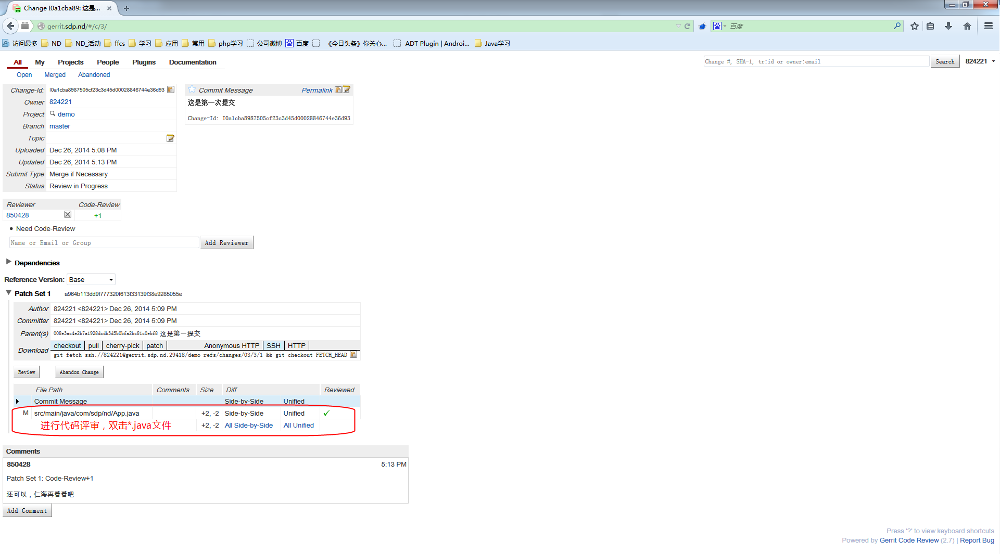 Change I0a1cba89: 这是...
gerrit.sdp.nd/#/c/3/
百度
访问最多 ND ND_活动 ffcs 学习 应用 常用 php学习 公司微博 百度 《今日头条》你关心... ADT Plugin | Androi... Java学习
All My Projects People Plugins Documentation
Change #, SHA-1, tr:id or owner:email Search 824221
Open Merged Abandoned
Change-Id: I0a1cba8987505cf23c3d45d00028846744e36d93
Owner 824221
Project demo
Branch master
Topic
Uploaded Dec 26, 2014 5:08 PM
Updated Dec 26, 2014 5:13 PM
Submit Type Merge if Necessary
Status Review in Progress
Commit Message Permalink
这是第一次提交
Change-Id: I0a1cba8987505cf23c3d45d00028846744e36d93
Reviewer Code-Review
850428 +1
Need Code-Review
Name or Email or Group Add Reviewer
Dependencies
Reference Version: Base
Patch Set 1 a964b113dd9f777320f613f33139f38e9285055e
Author 824221 <824221> Dec 26, 2014 5:09 PM
Committer 824221 <824221> Dec 26, 2014 5:09 PM
Parent(s) 008e3ac4e2b7a1928dcdb3d5b0bfa2bc81c0ebf8 这是第一提交
Download checkout pull cherry-pick patch Anonymous HTTP SSH HTTP
git fetch ssh://824221@gerrit.sdp.nd:29418/demo refs/changes/03/3/1 && git checkout FETCH_HEAD
Review Abandon Change
File Path Comments Size Diff Reviewed
Commit Message Side-by-Side Unified
M src/main/java/com/sdp/nd/App.java +2, -2 Side-by-Side Unified
进行代码评审，双击*.java文件 +2, -2 All Side-by-Side All Unified
Comments
850428 5:13 PM
Patch Set 1: Code-Review+1
还可以，仁海再看看吧
Add Comment
Press '?' to view keyboard shortcuts
Powered by Gerrit Code Review (2.7) | Report Bug